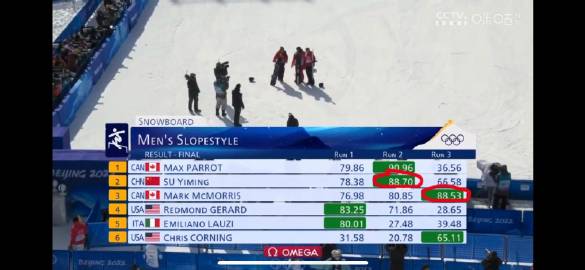 CCTV
SNOWBOARD
MEN'S SLOPESTYLE
RESULT - FINAL RUN 1 RUN 2 RUN 3
1 CAN MAX PARROT 79.86 90.96 36.56
2 CHN SU YIMING 78.38 88.70 66.58
3 CAN MARK MCMORRIS 76.98 80.85 88.53
4 USA REDMOND GERARD 83.25 71.86 28.65
5 ITA EMILIANO LAUZI 80.01 27.48 39.48
6 USA CHRIS CORNING 31.58 20.78 65.11
Ω OMEGA
BEIJING 2022
BEIJING 2022